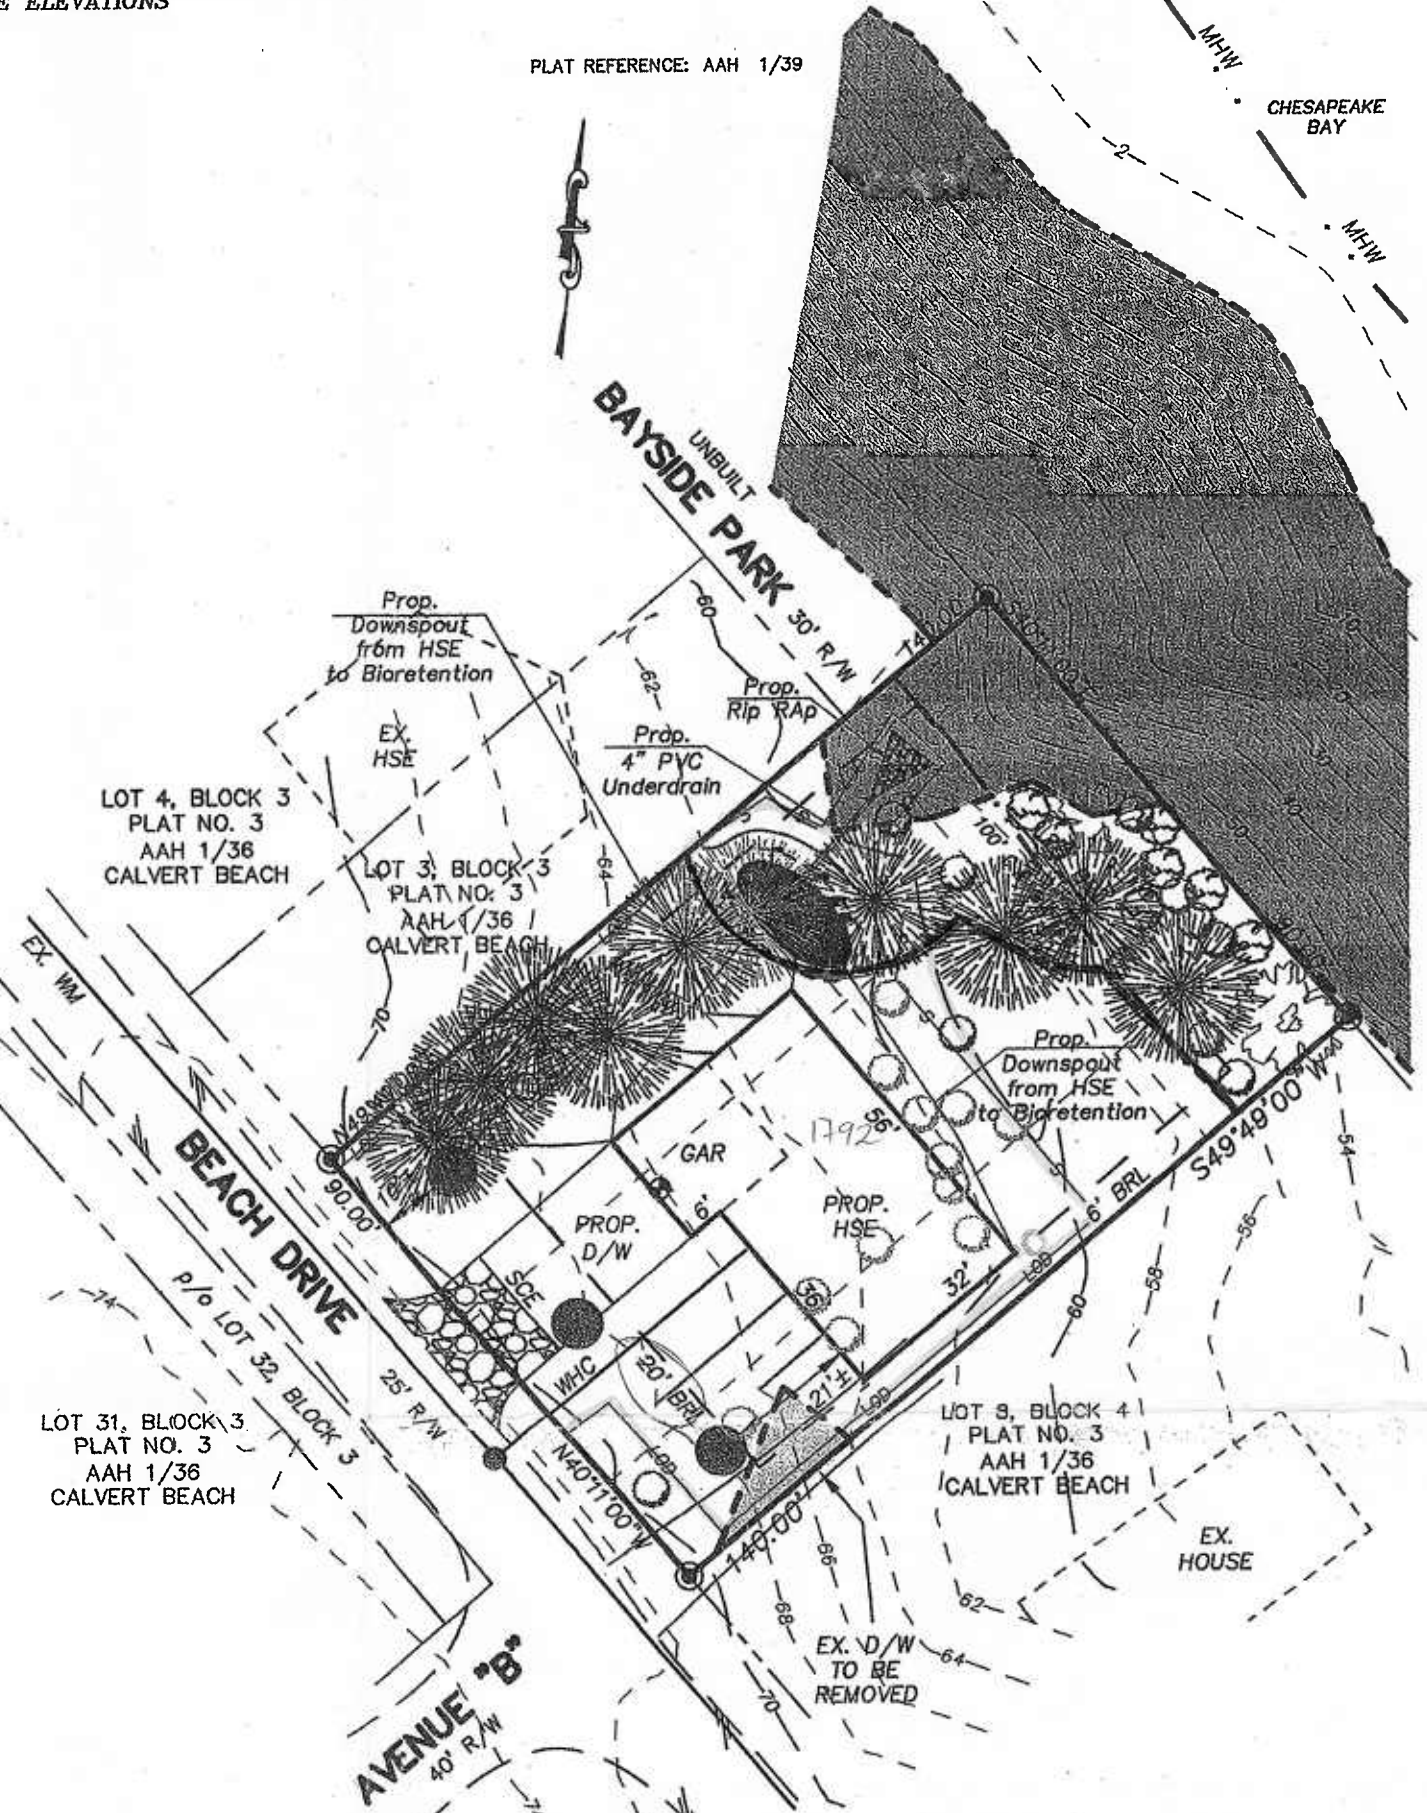 ELEVATIONS
PLAT REFERENCE: AAH 1/39
MHW
CHESAPEAKE
BAY
-2-
MHW
BAYSIDE PARK
UNBUILT
30' R/W
Prop.
Downspout
from HSE
to Bioretention
-60-
-62-
Prop.
Rip RAp
Prop.
4" PVC
Underdrain
EX.
HSE
LOT 4, BLOCK 3
PLAT NO. 3
AAH 1/36
CALVERT BEACH
LOT 3, BLOCK 3
PLAT NO. 3
AAH 1/36
CALVERT BEACH
-64-
100'
50
EX. WM
-70-
Prop.
Downspout
from HSE
to Bioretention
56'
1792
GAR
PROP.
HSE
6'
PROP.
D/W
90.00'
BEACH DRIVE
SCE
WHC
20' BRL
36'
32'
21'±
LOD
LOD
LOD
6' BRL
S49°49'00"W
-54-
-56-
-58-
-60-
-74-
P/O LOT 32, BLOCK 3
25' R/W
LOT 31, BLOCK 3
PLAT NO. 3
AAH 1/36
CALVERT BEACH
N40°11'00"W
140.00'
LOT 9, BLOCK 4
PLAT NO. 3
AAH 1/36
CALVERT BEACH
EX.
HOUSE
-62-
-64-
-66-
-68-
-70-
EX. D/W
TO BE
REMOVED
AVENUE "B"
40' R/W